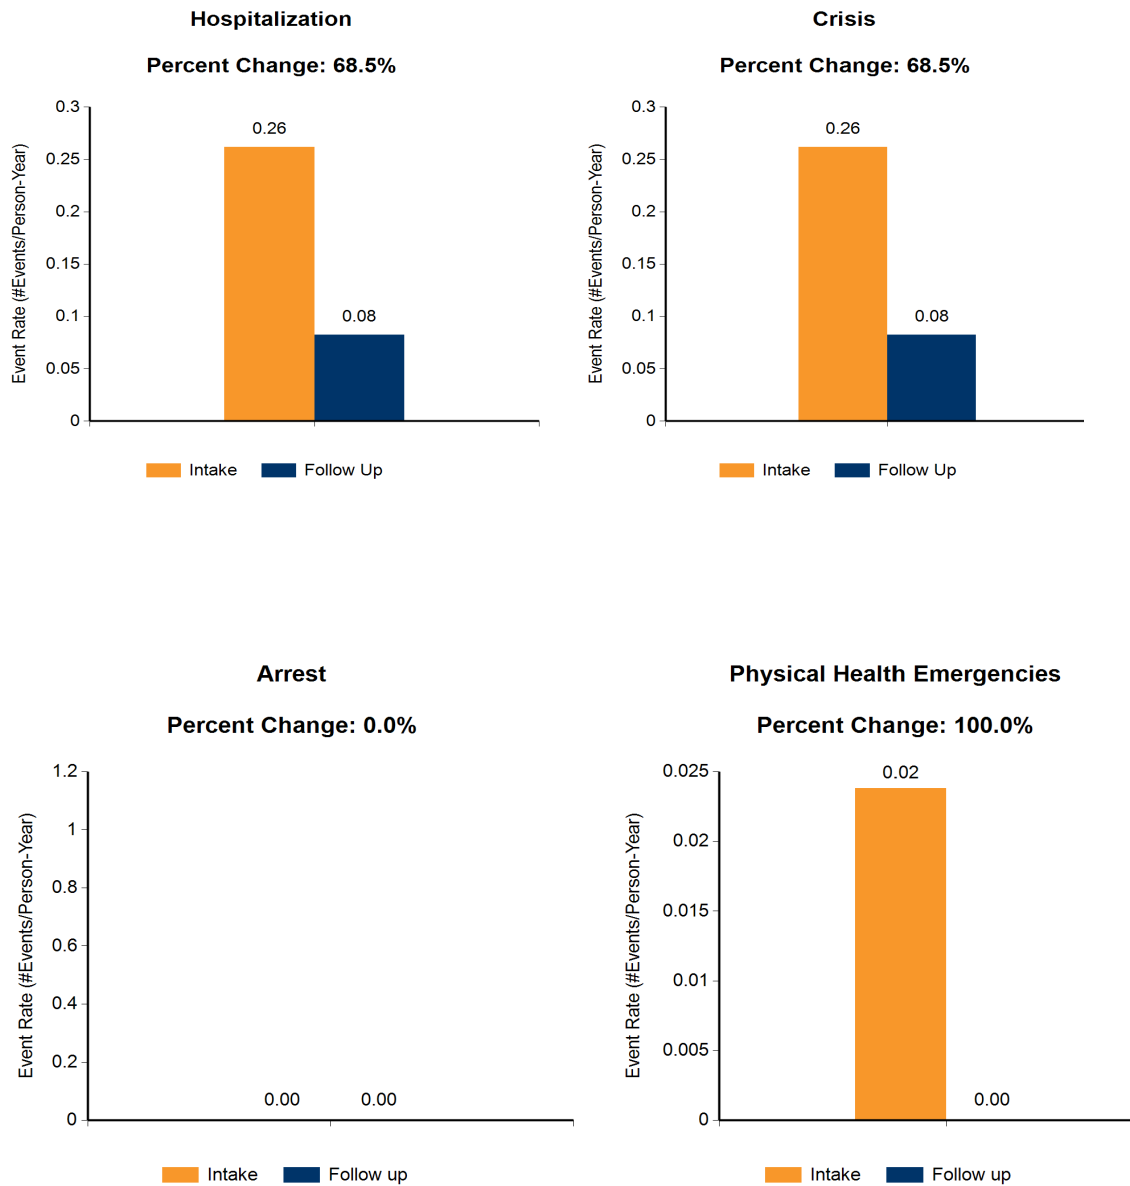 Hospitalization
Percent Change: 68.5%
Event Rate (#Events/Person-Year)
0.3
0.25
0.2
0.15
0.1
0.05
0
0.26
0.08
Intake
Follow Up
Crisis
Percent Change: 68.5%
Event Rate (#Events/Person-Year)
0.3
0.25
0.2
0.15
0.1
0.05
0
0.26
0.08
Intake
Follow Up
Arrest
Percent Change: 0.0%
Event Rate (#Events/Person-Year)
1.2
1
0.8
0.6
0.4
0.2
0
0.00
0.00
Intake
Follow up
Physical Health Emergencies
Percent Change: 100.0%
Event Rate (#Events/Person-Year)
0.025
0.02
0.015
0.01
0.005
0
0.02
0.00
Intake
Follow up